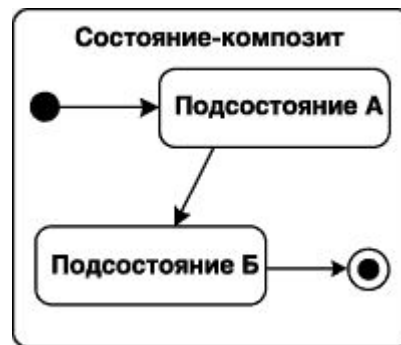 Состояние-композит
Подсостояние А
Подсостояние Б